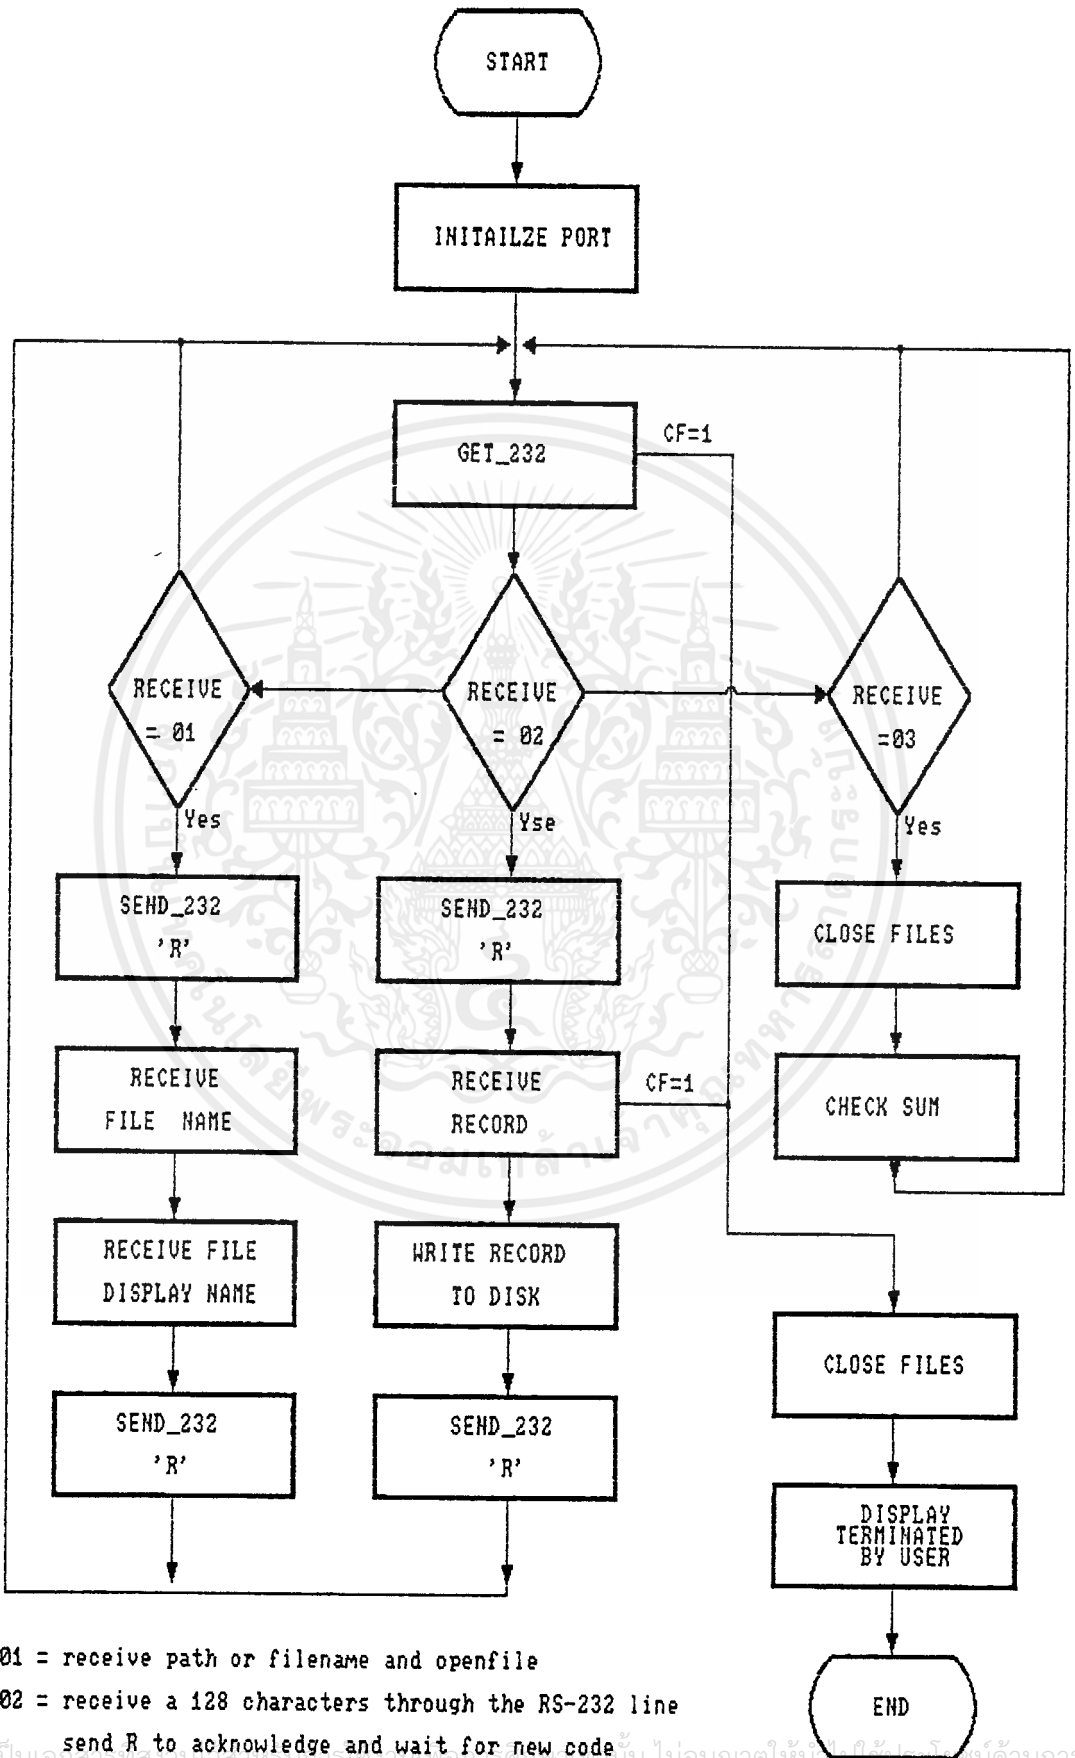 START
INITAILZE PORT
GET_232
CF=1
RECEIVE
= 01
RECEIVE
= 02
RECEIVE
=03
Yes
Yse
Yes
SEND_232
'R'
SEND_232
'R'
CLOSE FILES
RECEIVE
FILE NAME
RECEIVE
RECORD
CF=1
CHECK SUM
RECEIVE FILE
DISPLAY NAME
WRITE RECORD
TO DISK
CLOSE FILES
SEND_232
'R'
SEND_232
'R'
DISPLAY
TERMINATED
BY USER
END
01 = receive path or filename and openfile
02 = receive a 128 characters through the RS-232 line
send R to acknowledge and wait for new code